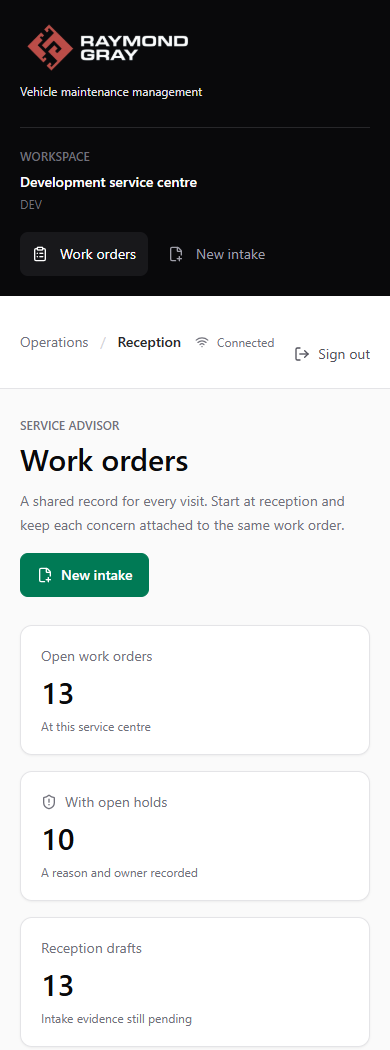 RAYMOND
GRAY
Vehicle maintenance management
WORKSPACE
Development service centre
DEV
Work orders
New intake
Operations / Reception Connected
Sign out
SERVICE ADVISOR
Work orders
A shared record for every visit. Start at reception and
keep each concern attached to the same work order.
New intake
Open work orders
13
At this service centre
With open holds
10
A reason and owner recorded
Reception drafts
13
Intake evidence still pending